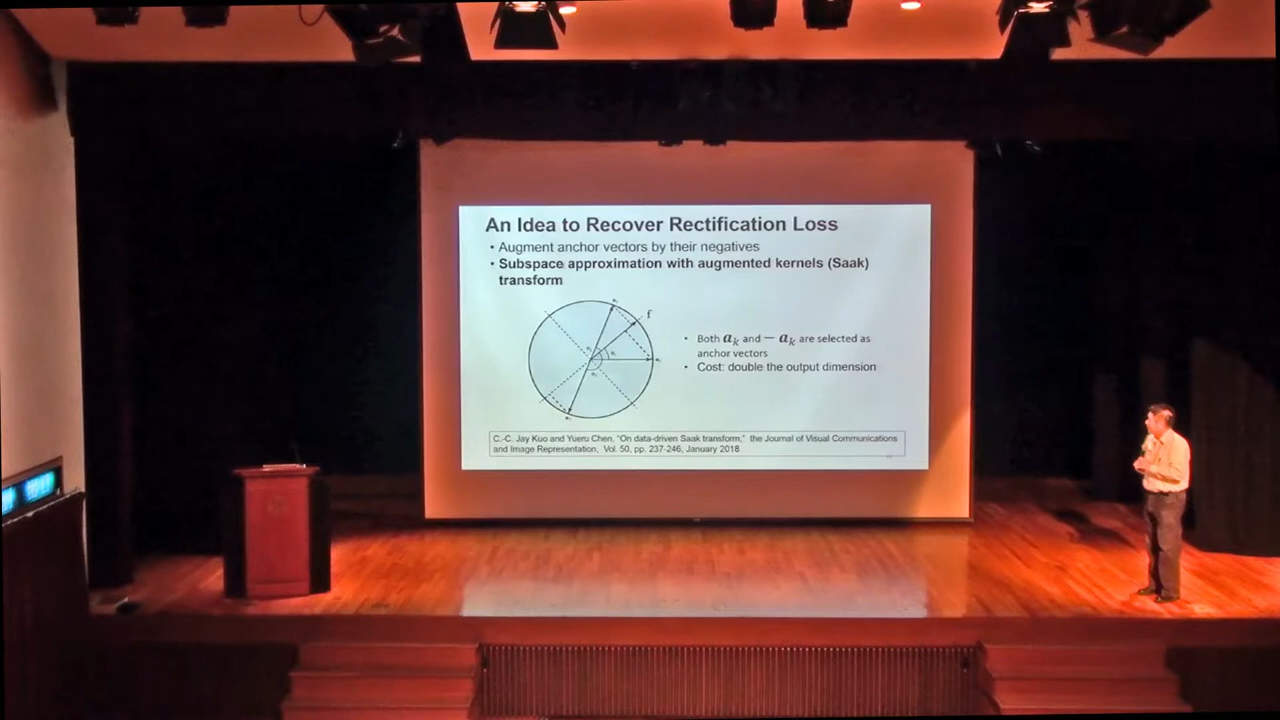 An Idea to Recover Rectification Loss
• Augment anchor vectors by their negatives
• Subspace approximation with augmented kernels (Saak)
transform
f
• Both a_k and − a_k are selected as
anchor vectors
• Cost: double the output dimension
C.-C. Jay Kuo and Yueru Chen, "On data-driven Saak transform," the Journal of Visual Communications
and Image Representation, Vol. 50, pp. 237-246, January 2018